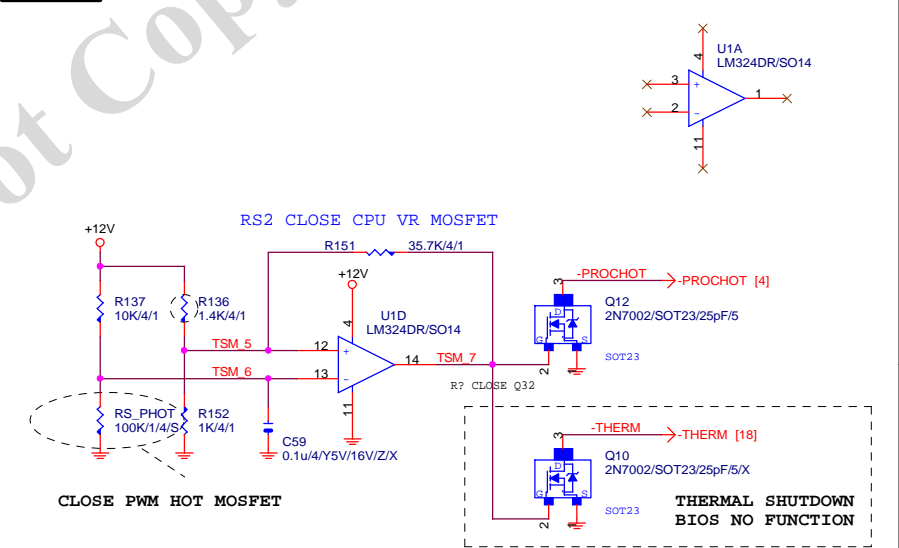 ot Copy
U1A
LM324DR/SO14
4
3
+
1
2
-
11
RS2 CLOSE CPU VR MOSFET
+12V
R151
35.7K/4/1
+12V
-PROCHOT
-PROCHOT [4]
3
R137
10K/4/1
R136
1.4K/4/1
U1D
LM324DR/SO14
4
D
G
S
Q12
2N7002/SOT23/25pF/5
SOT23
TSM_5
12
+
14
TSM_7
TSM_6
13
-
2
1
R? CLOSE Q32
11
RS_PHOT
100K/1/4/S
R152
1K/4/1
C59
0.1u/4/Y5V/16V/Z/X
-THERM
-THERM [18]
3
D
G
S
Q10
2N7002/SOT23/25pF/5/X
SOT23
2
1
CLOSE PWM HOT MOSFET
THERMAL SHUTDOWN
BIOS NO FUNCTION